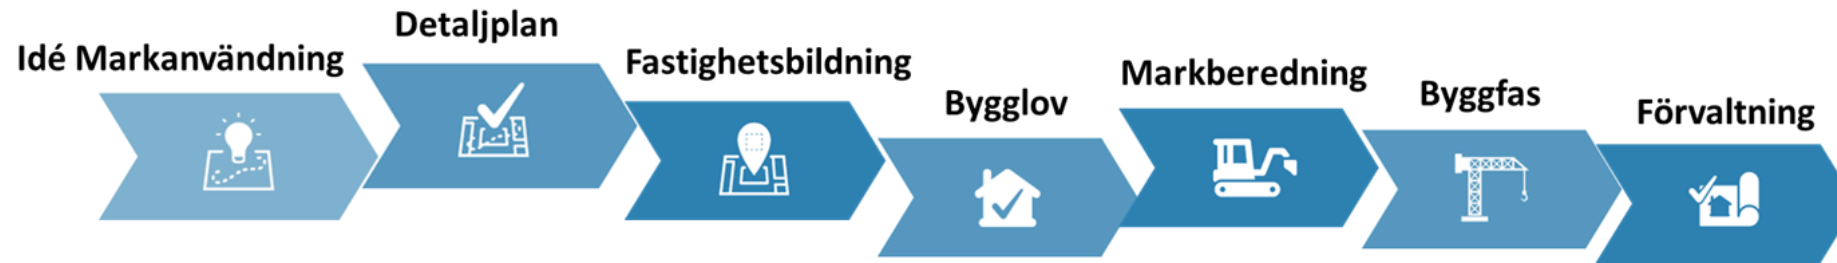 Idé Markanvändning
Detaljplan
Fastighetsbildning
Bygglov
Markberedning
Byggfas
Förvaltning